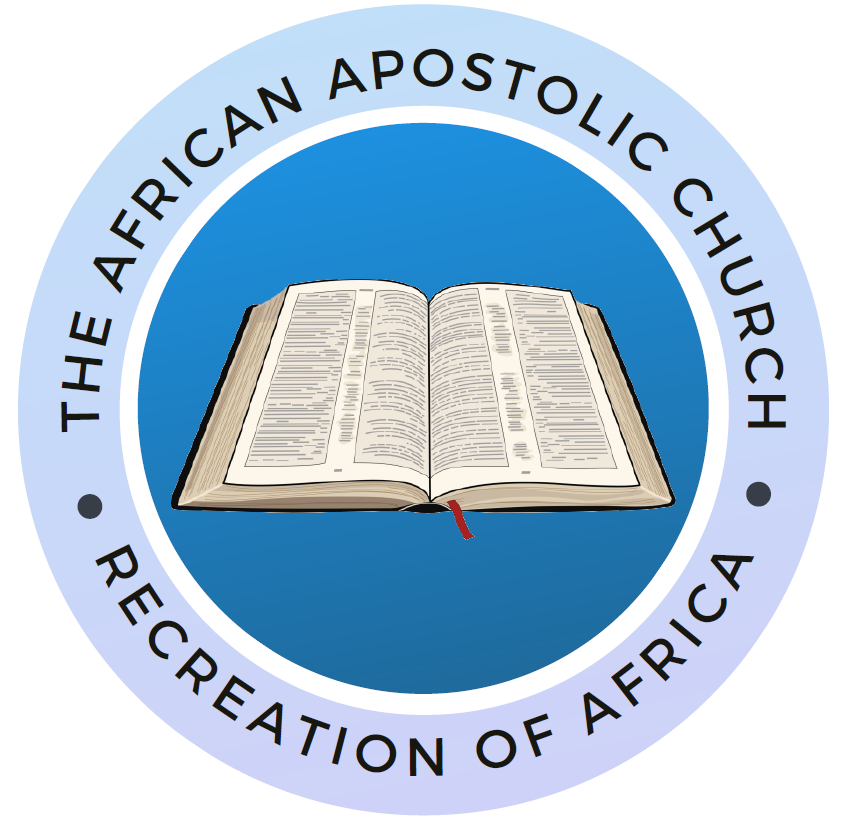 THE AFRICAN APOSTOLIC CHURCH
RECREATION OF AFRICA